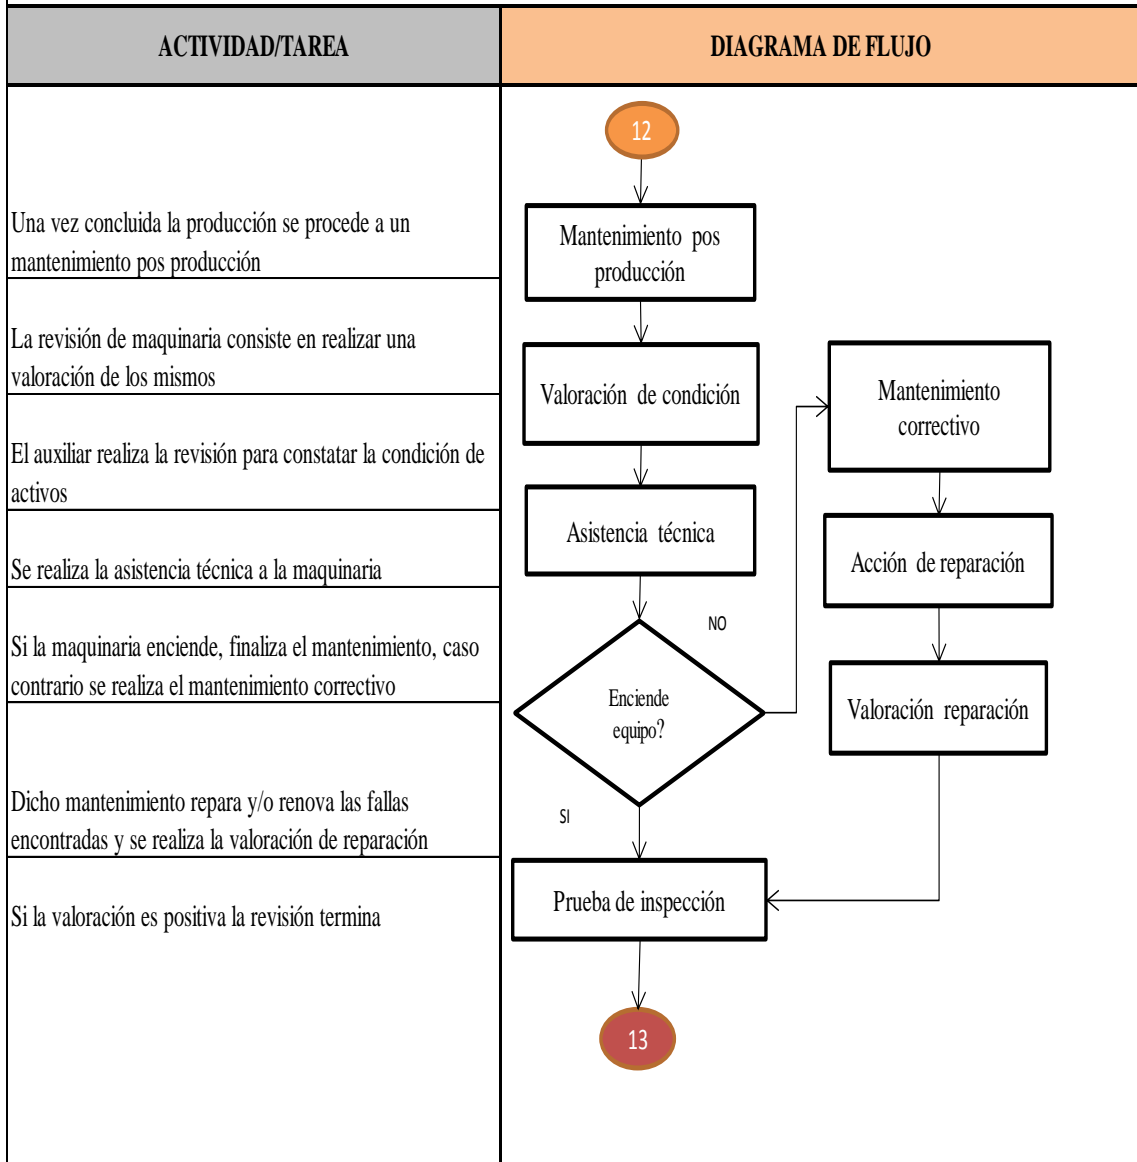 ACTIVIDAD/TAREA
DIAGRAMA DE FLUJO
Una vez concluida la producción se procede a un
mantenimiento pos producción
La revisión de maquinaria consiste en realizar una
valoración de los mismos
El auxiliar realiza la revisión para constatar la condición de
activos
Se realiza la asistencia técnica a la maquinaria
Si la maquinaria enciende, finaliza el mantenimiento, caso
contrario se realiza el mantenimiento correctivo
Dicho mantenimiento repara y/o renova las fallas
encontradas y se realiza la valoración de reparación
Si la valoración es positiva la revisión termina
12
Mantenimiento pos
producción
Valoración de condición
Asistencia técnica
Enciende
equipo?
NO
Mantenimiento
correctivo
Acción de reparación
Valoración reparación
SI
Prueba de inspección
13